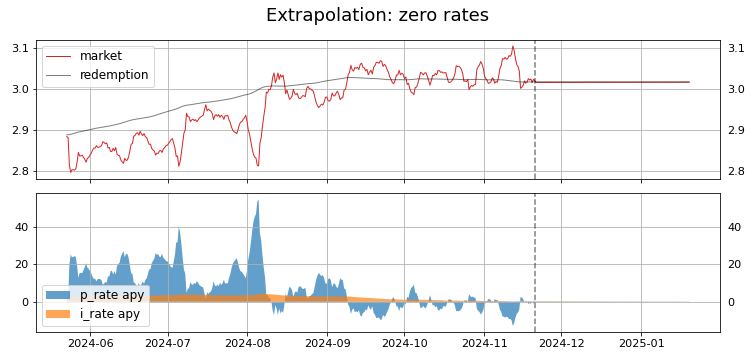 Extrapolation: zero rates
3.1 3.1
market
redemption
3.0 3.0
2.9 2.9
2.8 2.8
40 40
20 20
p_rate apy
0 0
i_rate apy
2024-06 2024-07 2024-08 2024-09 2024-10 2024-11 2024-12 2025-01